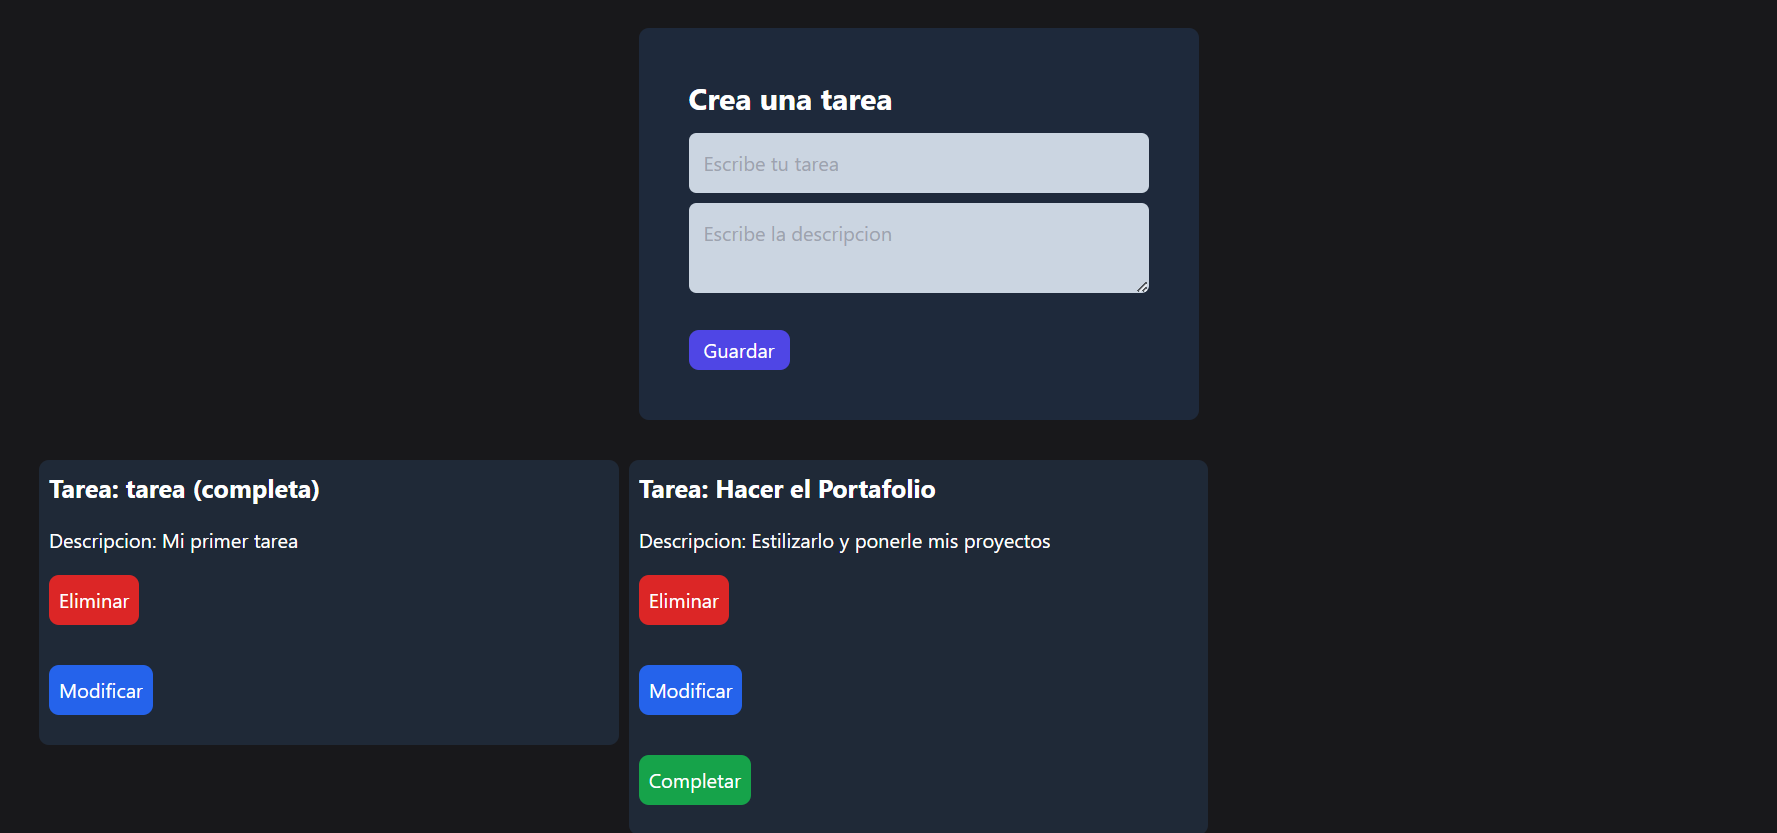 Crea una tarea
Escribe tu tarea
Escribe la descripcion
Guardar
Tarea: tarea (completa)
Descripcion: Mi primer tarea
Eliminar
Modificar
Tarea: Hacer el Portafolio
Descripcion: Estilizarlo y ponerle mis proyectos
Eliminar
Modificar
Completar